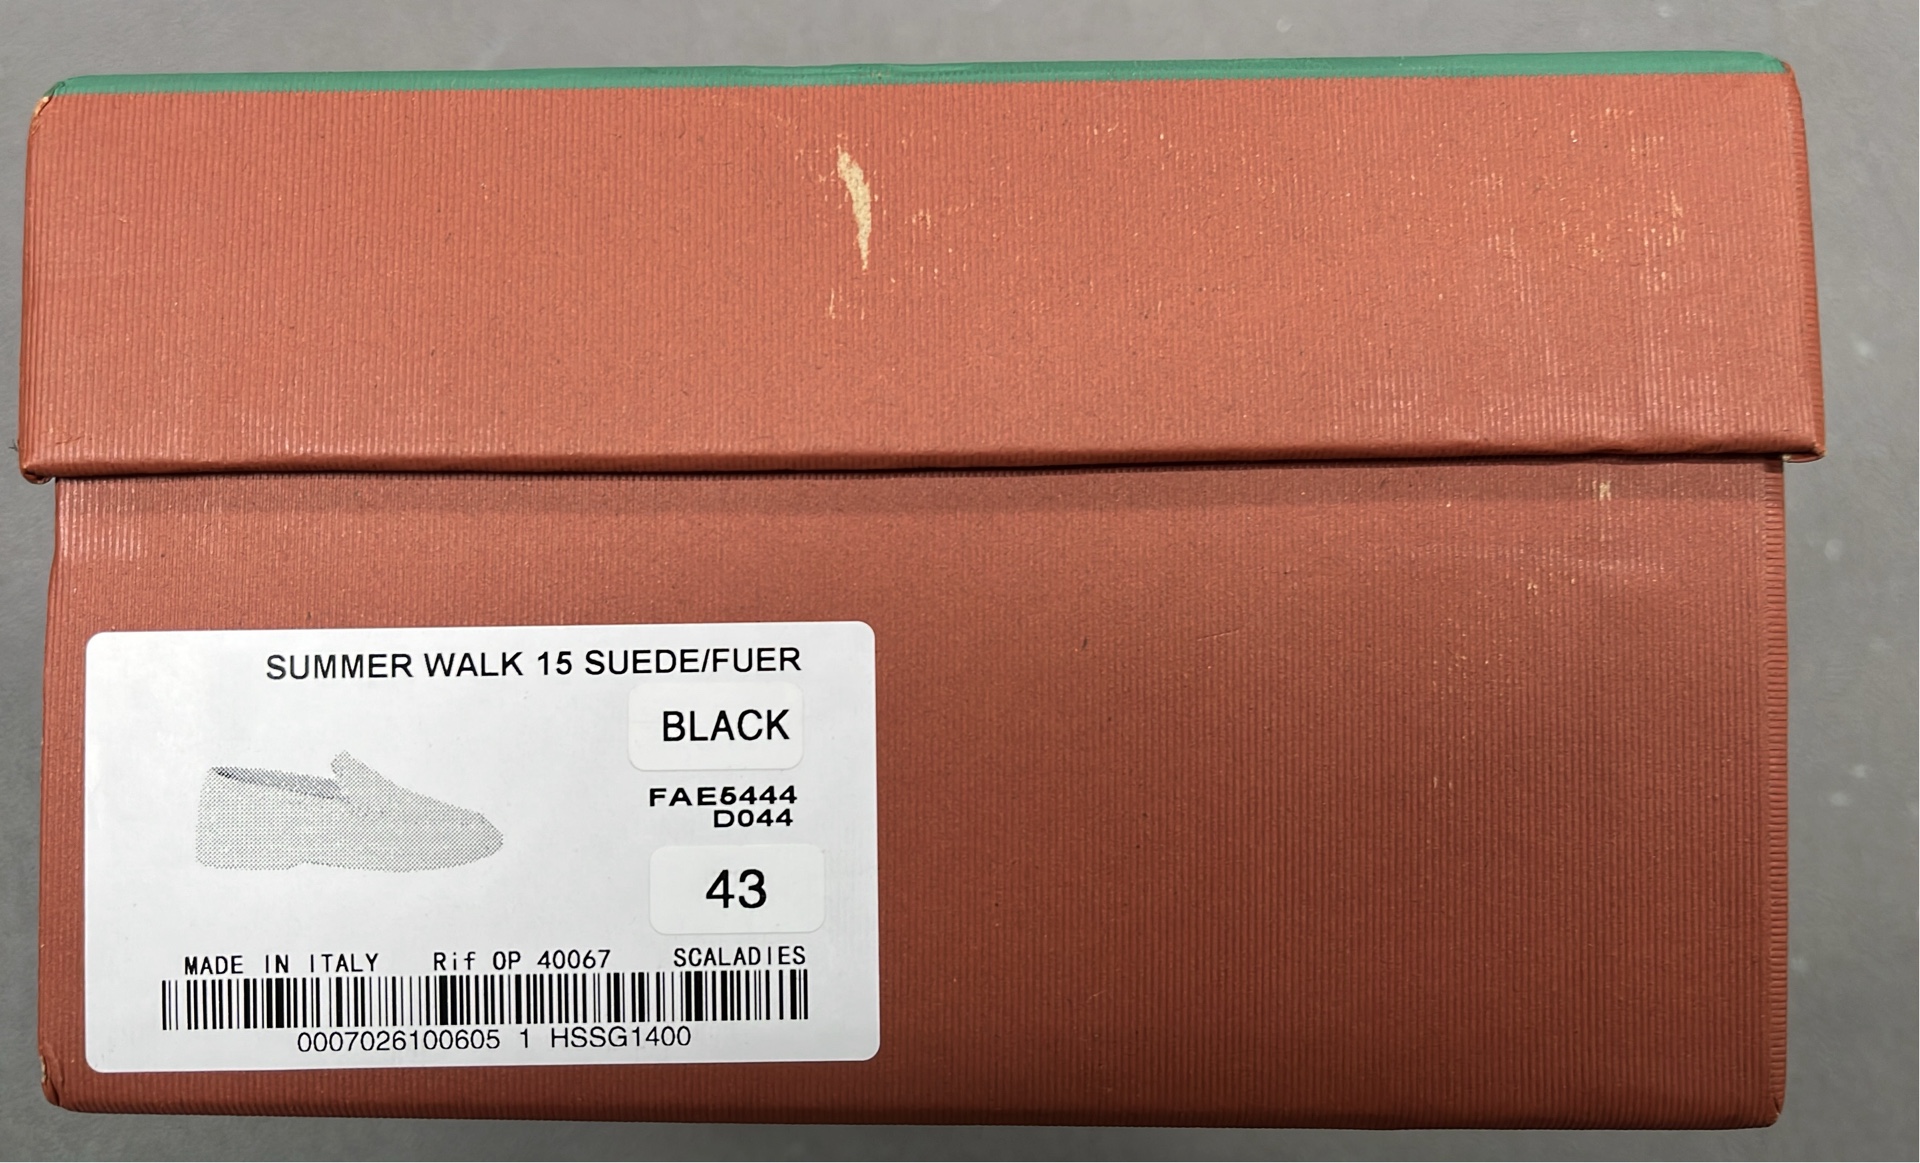 SUMMER WALK 15 SUEDE/FUER
BLACK
FAE5444
D044
43
MADE IN ITALY Rif OP 40067 SCALADIES
0007026100605 1 HSSG1400